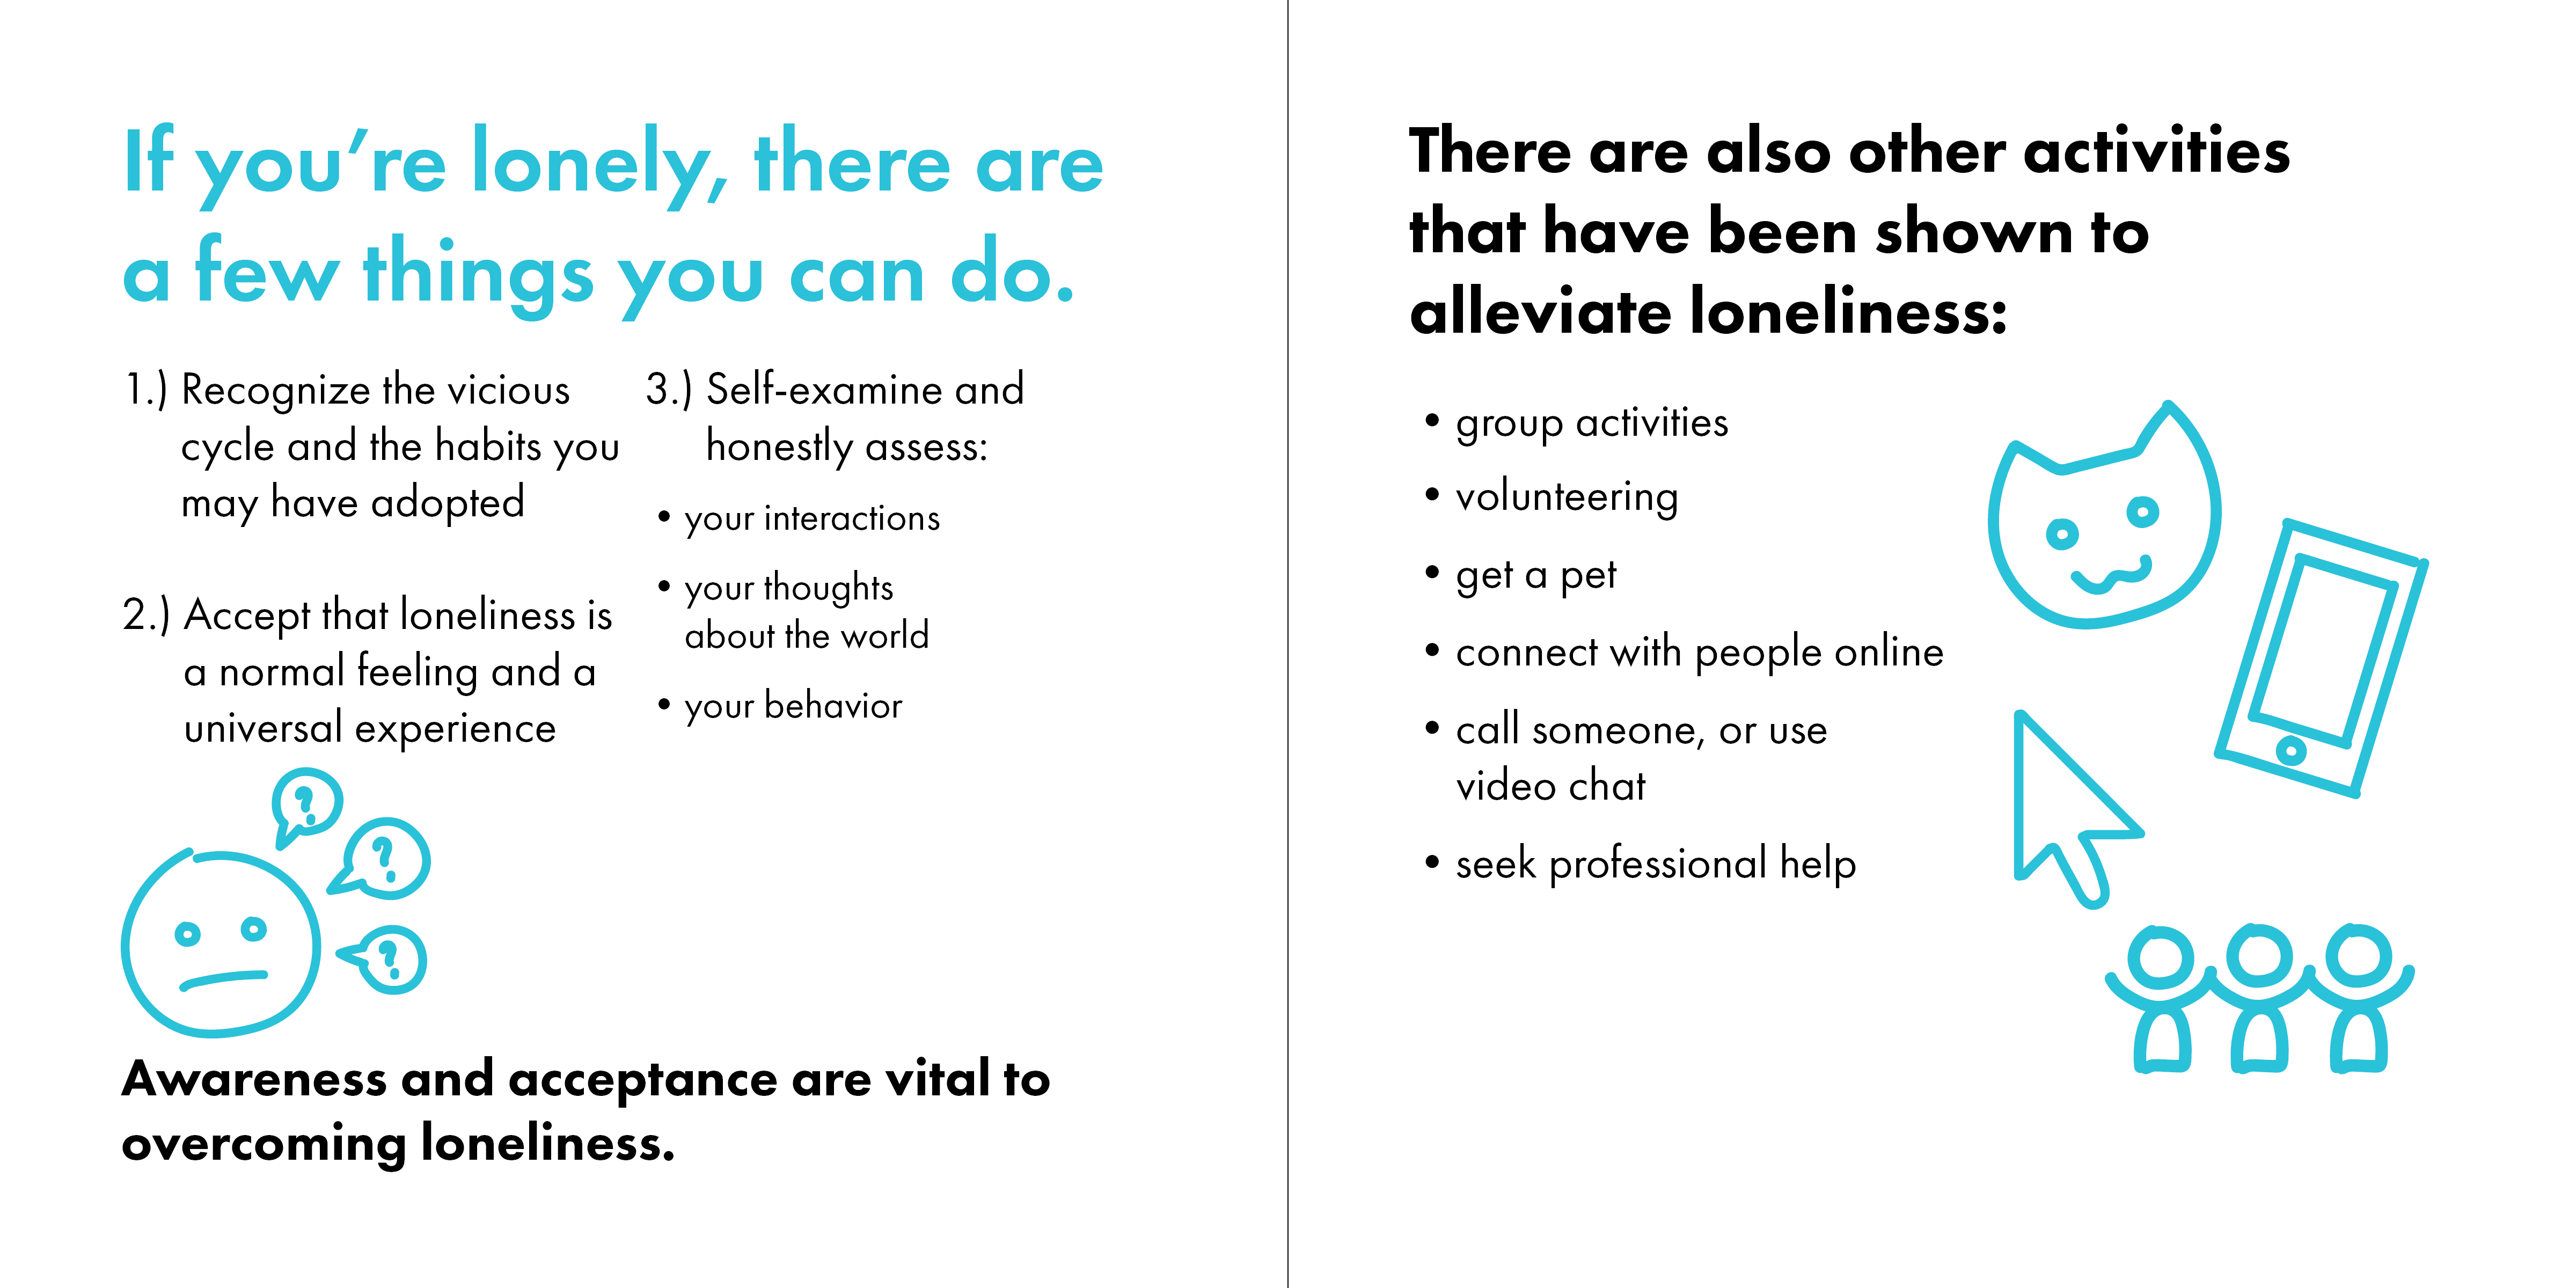 If you’re lonely, there are
a few things you can do.
1.) Recognize the vicious
cycle and the habits you
may have adopted
2.) Accept that loneliness is
a normal feeling and a
universal experience
3.) Self-examine and
honestly assess:
• your interactions
• your thoughts
about the world
• your behavior
?
?
?
Awareness and acceptance are vital to
overcoming loneliness.
There are also other activities
that have been shown to
alleviate loneliness:
• group activities
• volunteering
• get a pet
• connect with people online
• call someone, or use
video chat
• seek professional help